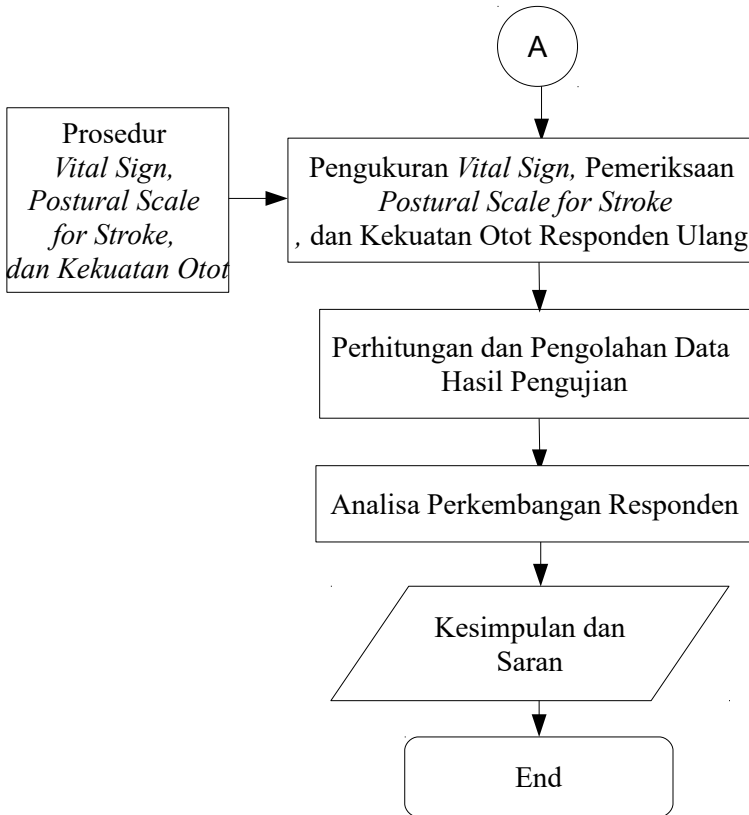 A
Prosedur
Vital Sign,
Postural Scale
for Stroke,
dan Kekuatan Otot
Pengukuran Vital Sign, Pemeriksaan
Postural Scale for Stroke
, dan Kekuatan Otot Responden Ulang
Perhitungan dan Pengolahan Data
Hasil Pengujian
Analisa Perkembangan Responden
Kesimpulan dan
Saran
End